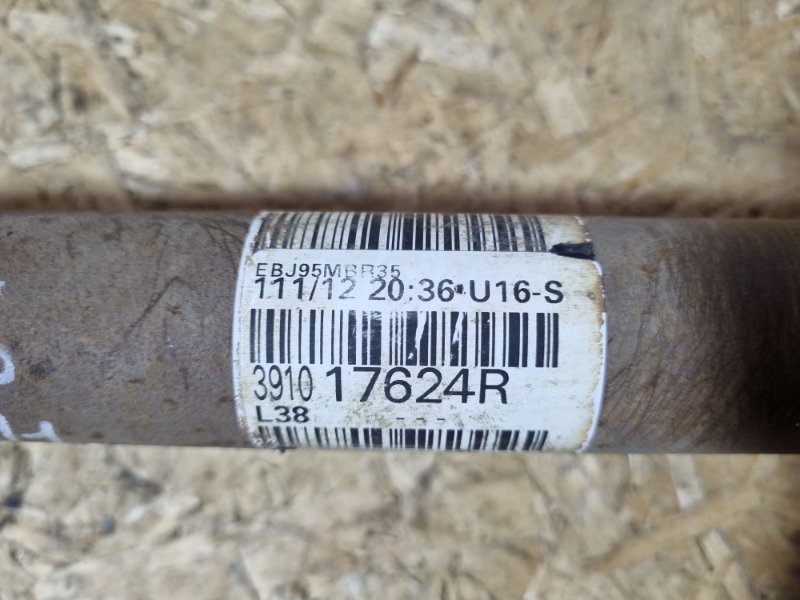 EBJ95MBR35
111/12 20:36 U16-S
3910 17624R
L38 - - -